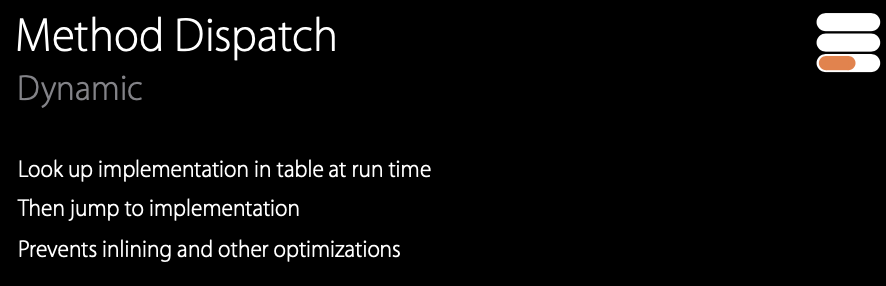 Method Dispatch
Dynamic
Look up implementation in table at run time
Then jump to implementation
Prevents inlining and other optimizations